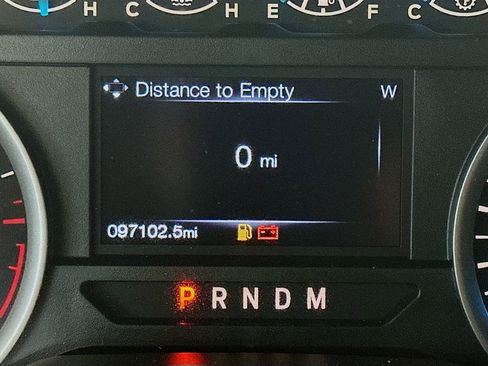 H C H E F C
Distance to Empty W
0 mi
097102.5mi
P R N D M